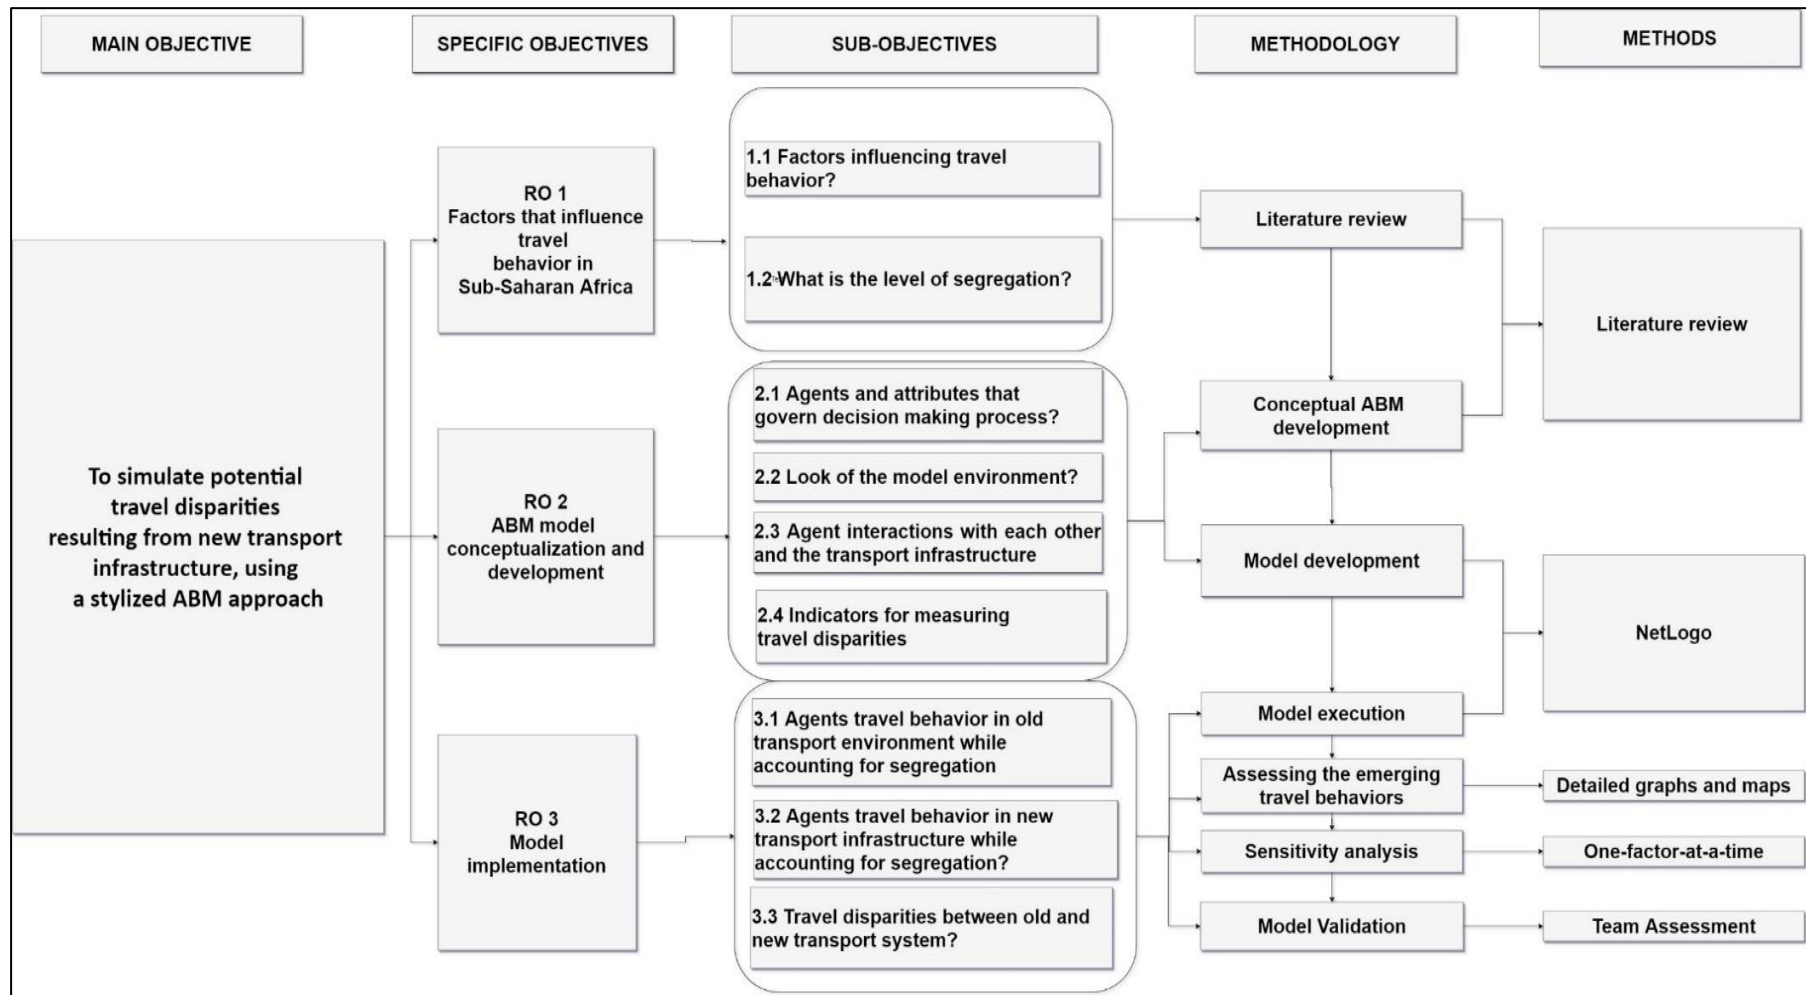 MAIN OBJECTIVE
SPECIFIC OBJECTIVES
SUB-OBJECTIVES
METHODOLOGY
METHODS
To simulate potential
travel disparities
resulting from new transport
infrastructure, using
a stylized ABM approach
RO 1
Factors that influence
travel
behavior in
Sub-Saharan Africa
RO 2
ABM model
conceptualization and
development
RO 3
Model
implementation
1.1 Factors influencing travel
behavior?
1.2 What is the level of segregation?
2.1 Agents and attributes that
govern decision making process?
2.2 Look of the model environment?
2.3 Agent interactions with each other
and the transport infrastructure
2.4 Indicators for measuring
travel disparities
3.1 Agents travel behavior in old
transport environment while
accounting for segregation
3.2 Agents travel behavior in new
transport infrastructure while
accounting for segregation?
3.3 Travel disparities between old and
new transport system?
Literature review
Conceptual ABM
development
Model development
Model execution
Assessing the emerging
travel behaviors
Sensitivity analysis
Model Validation
Literature review
NetLogo
Detailed graphs and maps
One-factor-at-a-time
Team Assessment